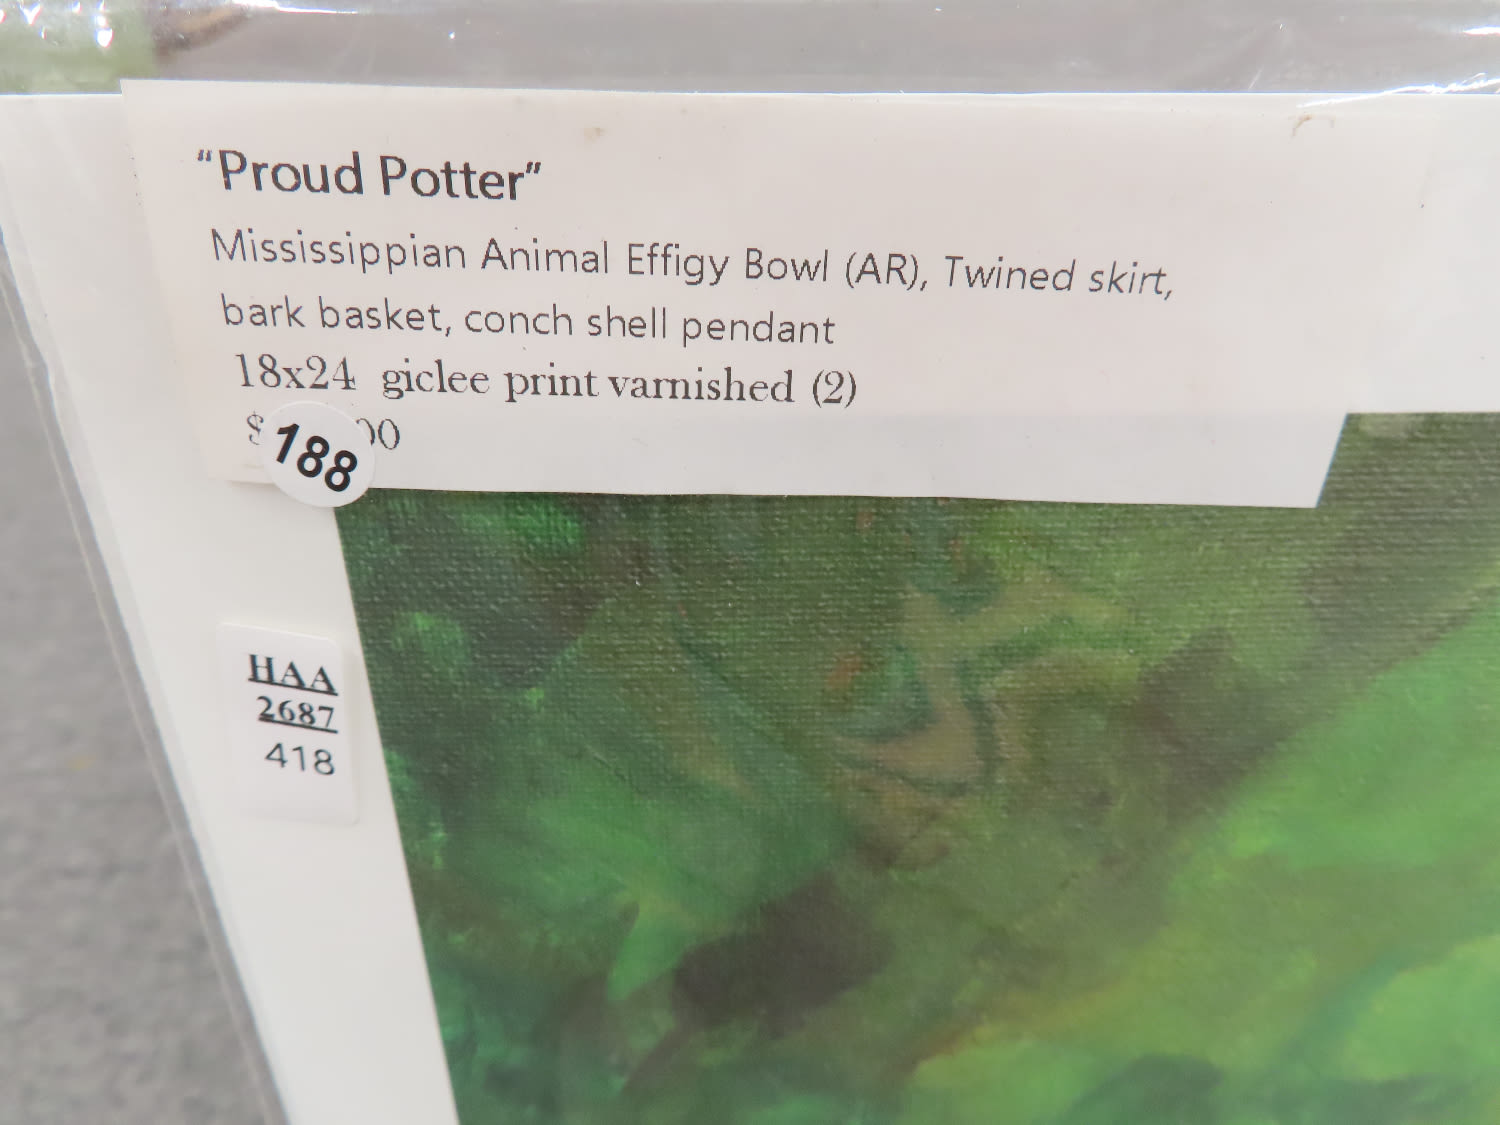 “Proud Potter”
Mississippian Animal Effigy Bowl (AR), Twined skirt,
bark basket, conch shell pendant
18x24 giclee print varnished (2)
$ 00
188
HAA
2687
418